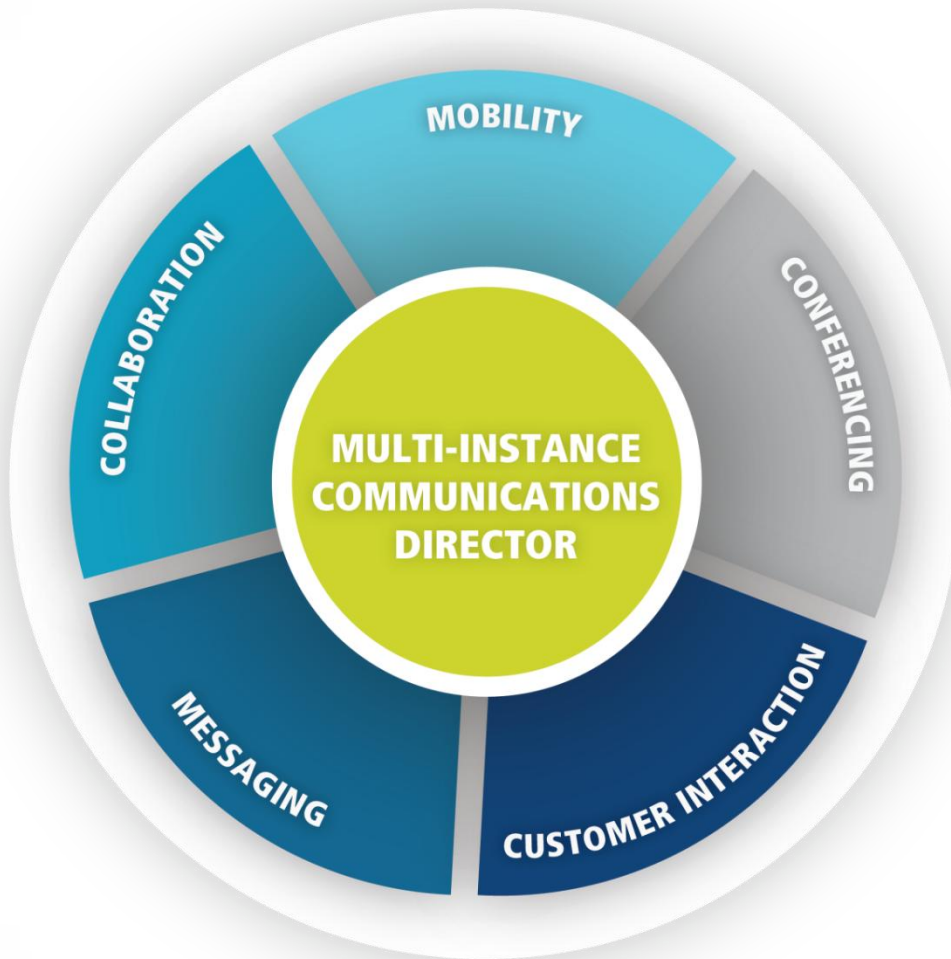 MOBILITY
CONFERENCING
CUSTOMER INTERACTION
MESSAGING
COLLABORATION
MULTI-INSTANCE
COMMUNICATIONS
DIRECTOR